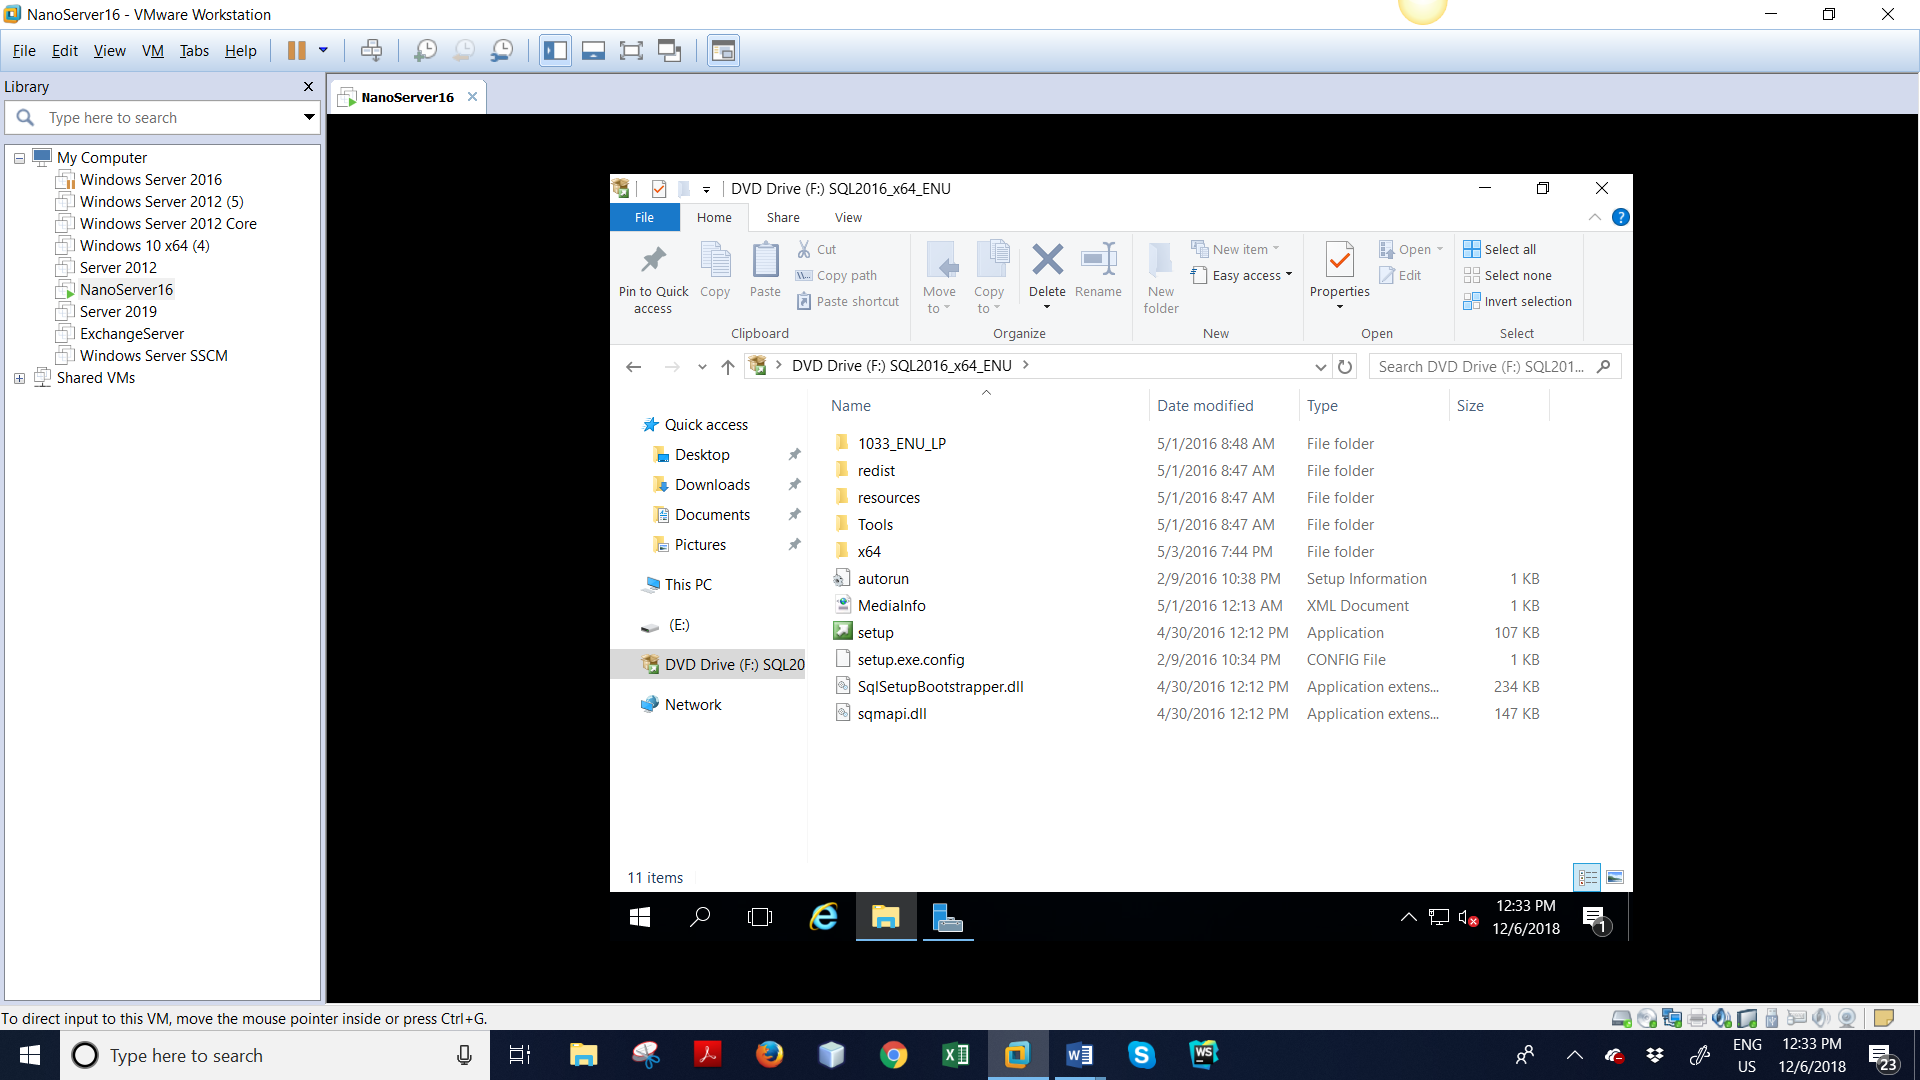 NanoServer16 - VMware Workstation
File Edit View VM Tabs Help
Library
Type here to search
My Computer
Windows Server 2016
Windows Server 2012 (5)
Windows Server 2012 Core
Windows 10 x64 (4)
Server 2012
NanoServer16
Server 2019
ExchangeServer
Windows Server SSCM
Shared VMs
NanoServer16
DVD Drive (F:) SQL2016_x64_ENU
File Home Share View
Pin to Quick access
Copy
Paste
Cut
Copy path
Paste shortcut
Clipboard
Move to
Copy to
Delete
Rename
Organize
New folder
New item
Easy access
New
Properties
Open
Edit
Open
Select all
Select none
Invert selection
Select
DVD Drive (F:) SQL2016_x64_ENU
Search DVD Drive (F:) SQL201...
Quick access
Desktop
Downloads
Documents
Pictures
This PC
(E:)
DVD Drive (F:) SQL20
Network
Name Date modified Type Size
1033_ENU_LP 5/1/2016 8:48 AM File folder
redist 5/1/2016 8:47 AM File folder
resources 5/1/2016 8:47 AM File folder
Tools 5/1/2016 8:47 AM File folder
x64 5/3/2016 7:44 PM File folder
autorun 2/9/2016 10:38 PM Setup Information 1 KB
MediaInfo 5/1/2016 12:13 AM XML Document 1 KB
setup 4/30/2016 12:12 PM Application 107 KB
setup.exe.config 2/9/2016 10:34 PM CONFIG File 1 KB
SqlSetupBootstrapper.dll 4/30/2016 12:12 PM Application extens... 234 KB
sqmapi.dll 4/30/2016 12:12 PM Application extens... 147 KB
11 items
12:33 PM
12/6/2018
1
To direct input to this VM, move the mouse pointer inside or press Ctrl+G.
Type here to search
WS
ENG
US
12:33 PM
12/6/2018
23